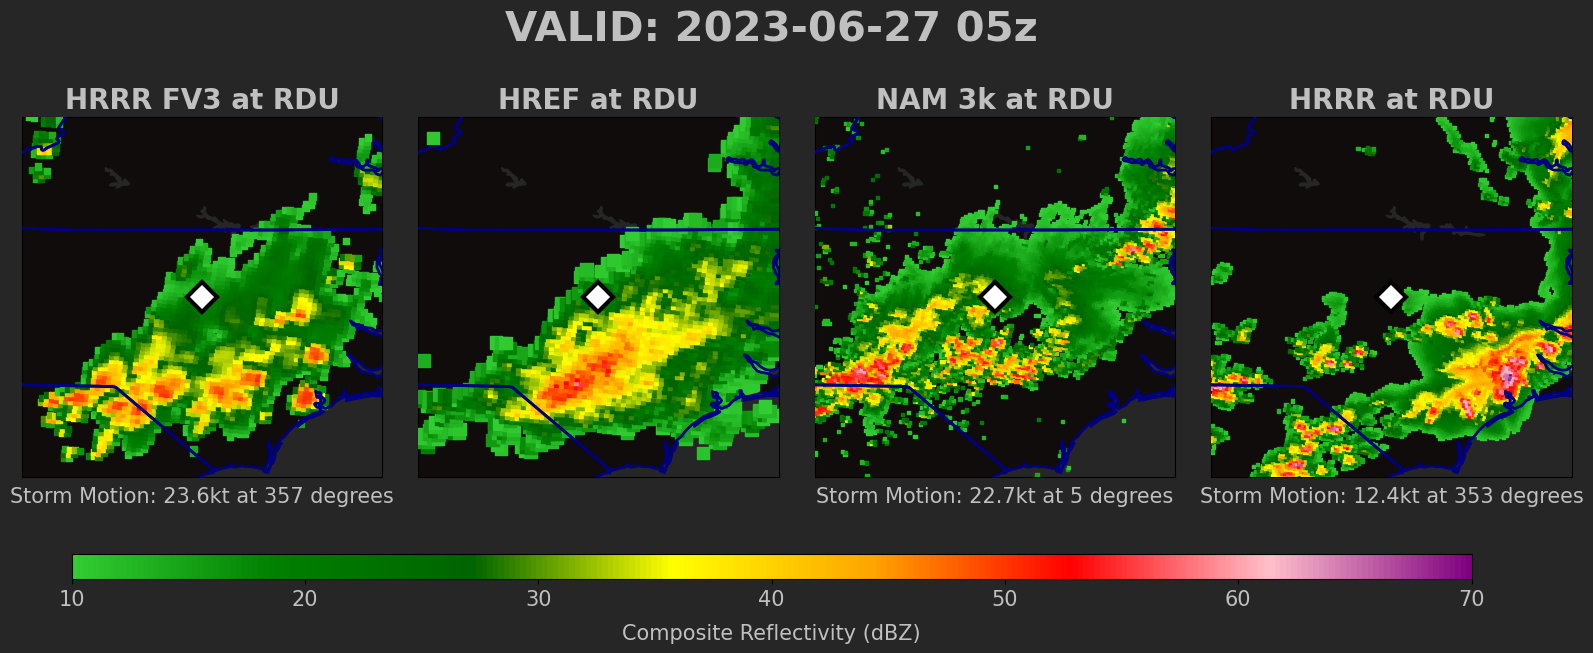 VALID: 2023-06-27 05z
HRRR FV3 at RDU
HREF at RDU
NAM 3k at RDU
HRRR at RDU
Storm Motion: 23.6kt at 357 degrees
Storm Motion: 22.7kt at 5 degrees
Storm Motion: 12.4kt at 353 degrees
10 20 30 40 50 60 70
Composite Reflectivity (dBZ)